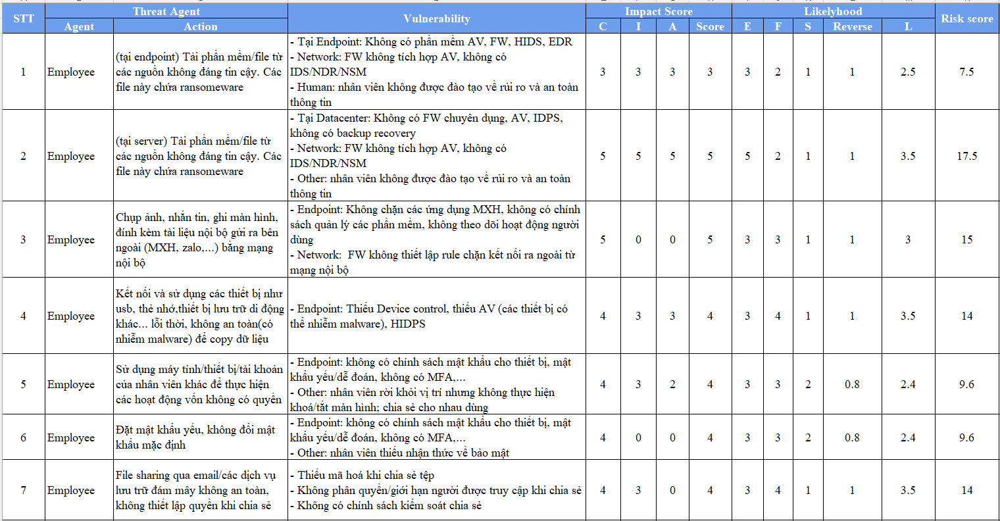 STT Threat Agent Vulnerability Impact Score Likelyhood Risk score
Agent Action C I A Score E F S Reverse L
1 Employee
(tại endpoint) Tải phần mềm/file từ
các nguồn không đáng tin cậy. Các
file này chứa ransomeware
- Tại Endpoint: Không có phần mềm AV, FW, HIDS, EDR
- Network: FW không tích hợp AV, không có
IDS/NDR/NSM
- Human: nhân viên không được đào tạo về rủi ro và an toàn
thông tin
3 3 3 3 3 2 1 1 2.5 7.5
2 Employee
(tại server) Tải phần mềm/file từ
các nguồn không đáng tin cậy. Các
file này chứa ransomeware
- Tại Datacenter: Không có FW chuyên dụng, AV, IDPS,
không có backup recovery
- Network: FW không tích hợp AV, không có
IDS/NDR/NSM
- Other: nhân viên không được đào tạo về rủi ro và an toàn
thông tin
5 5 5 5 5 2 1 1 3.5 17.5
3 Employee
Chụp ảnh, nhắn tin, ghi màn hình,
đính kèm tài liệu nội bộ gửi ra bên
ngoài (MXH, zalo,...) bằng mạng
nội bộ
- Endpoint: Không chặn các ứng dụng MXH, không có chính
sách quản lý các phần mềm, không theo dõi hoạt động người
dùng
- Network:  FW không thiết lập rule chặn kết nối ra ngoài từ
mạng nội bộ
5 0 0 5 3 3 1 1 3 15
4 Employee
Kết nối và sử dụng các thiết bị như
usb, thẻ nhớ,thiết bị lưu trữ di động
khác... lỗi thời, không an toàn(có
nhiễm malware) để copy dữ liệu
- Endpoint: Thiếu Device control, thiếu AV (các thiết bị có
thể nhiễm malware), HIDPS
4 3 3 4 3 4 1 1 3.5 14
5 Employee
Sử dụng máy tính/thiết bị/tài khoản
của nhân viên khác để thực hiện
các hoạt động vốn không có quyền
- Endpoint: không có chính sách mật khẩu cho thiết bị, mật
khẩu yếu/dễ đoán, không có MFA,...
- Other: nhân viên rời khỏi vị trí nhưng không thực hiện
khoá/tắt màn hình; chia sẻ cho nhau dùng
4 3 2 4 3 3 2 0.8 2.4 9.6
6 Employee
Đặt mật khẩu yếu, không đổi mật
khẩu mặc định
- Endpoint: không có chính sách mật khẩu cho thiết bị, mật
khẩu yếu/dễ đoán, không có MFA,...
- Other: nhân viên thiếu nhận thức về bảo mật
4 0 0 4 3 3 2 0.8 2.4 9.6
7 Employee
File sharing qua email/các dịch vụ
lưu trữ đám mây không an toàn,
không thiết lập quyền khi chia sẻ
- Thiếu mã hoá khi chia sẻ tệp
- Không phân quyền/giới hạn người được truy cập khi chia sẻ
- Không có chính sách kiểm soát chia sẻ
4 3 0 4 3 4 1 1 3.5 14